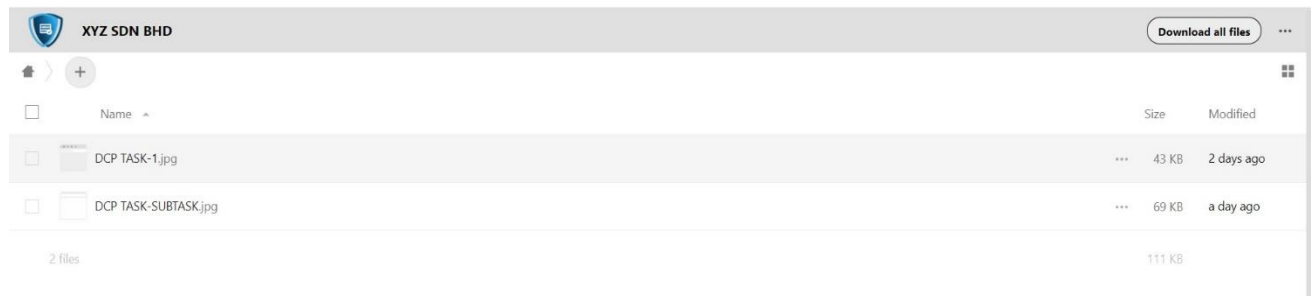 XYZ SDN BHD Download all files ...
+
Name Size Modified
DCP TASK-1.jpg ... 43 KB 2 days ago
DCP TASK-SUBTASK.jpg ... 69 KB a day ago
2 files 111 KB